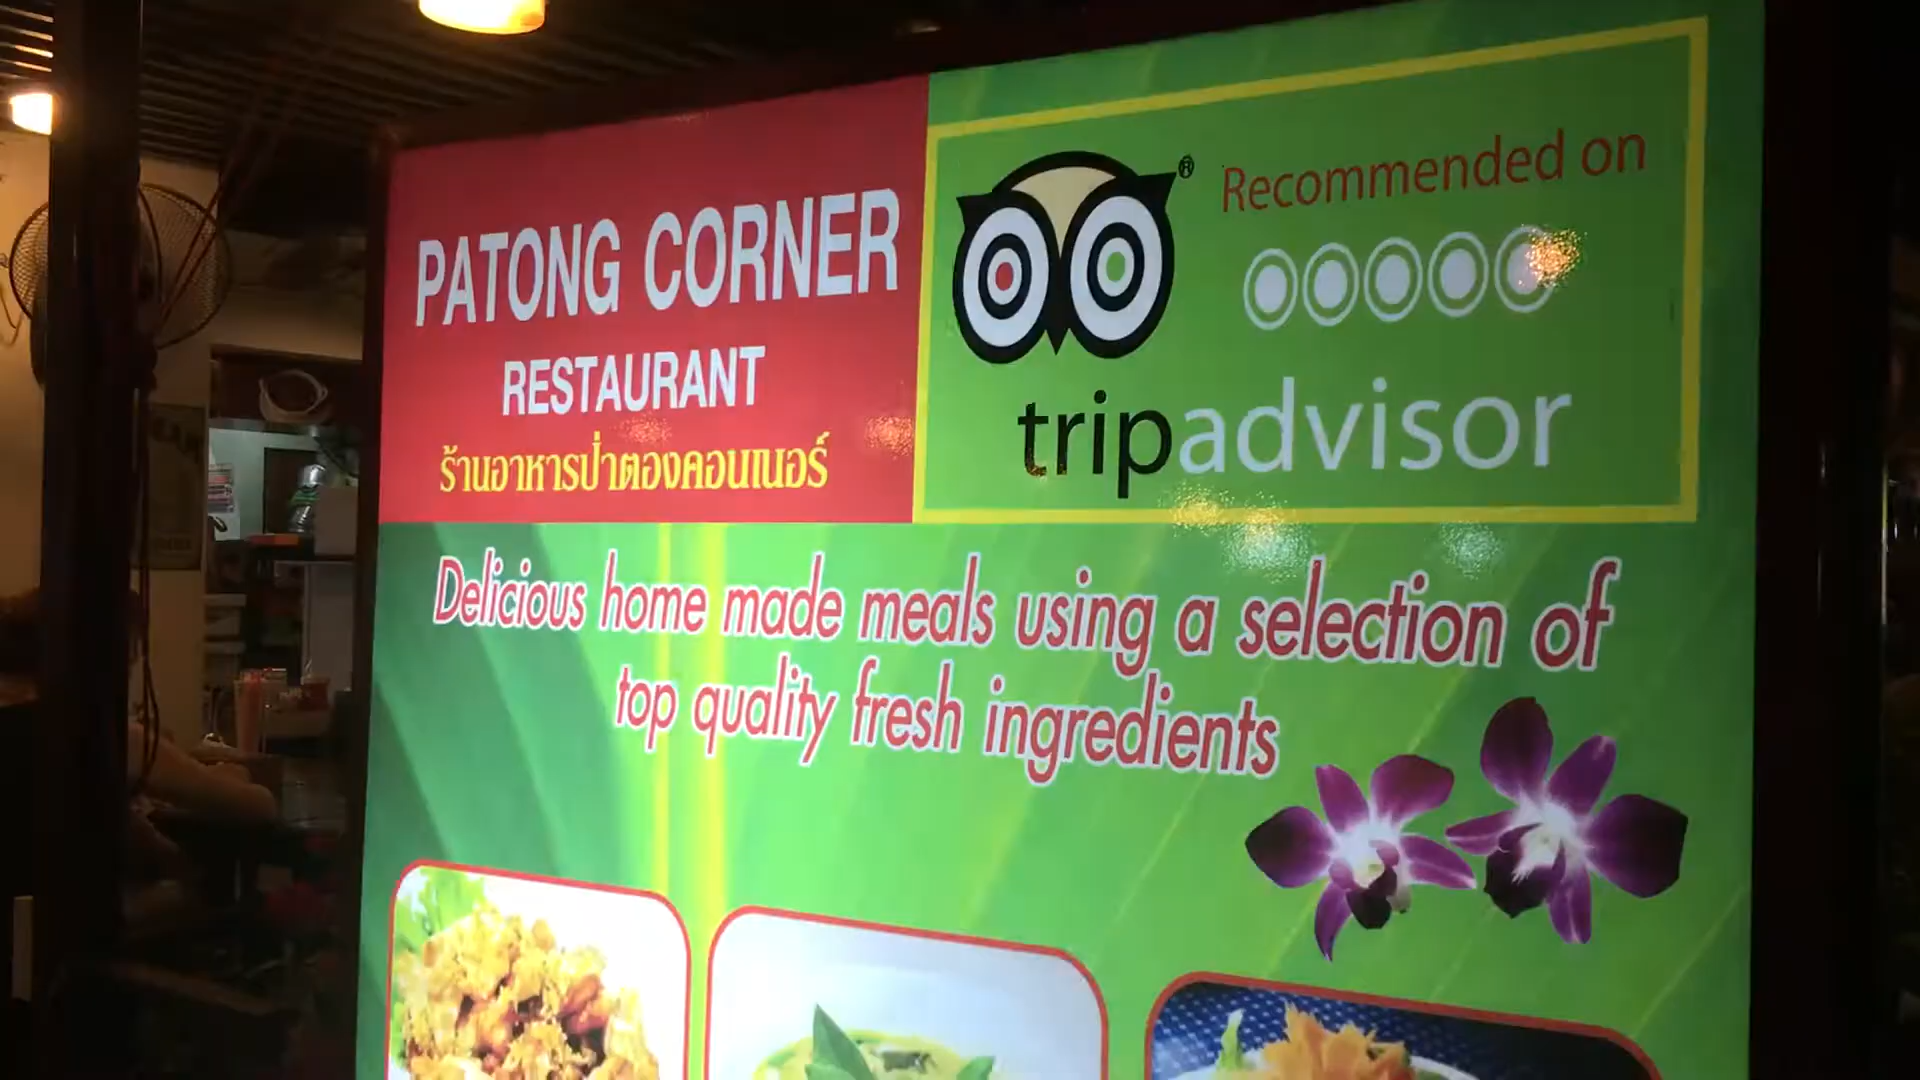 PATONG CORNER
RESTAURANT
ร้านอาหารป่าตองคอนเนอร์
®
Recommended on
tripadvisor
Delicious home made meals using a selection of
top quality fresh ingredients